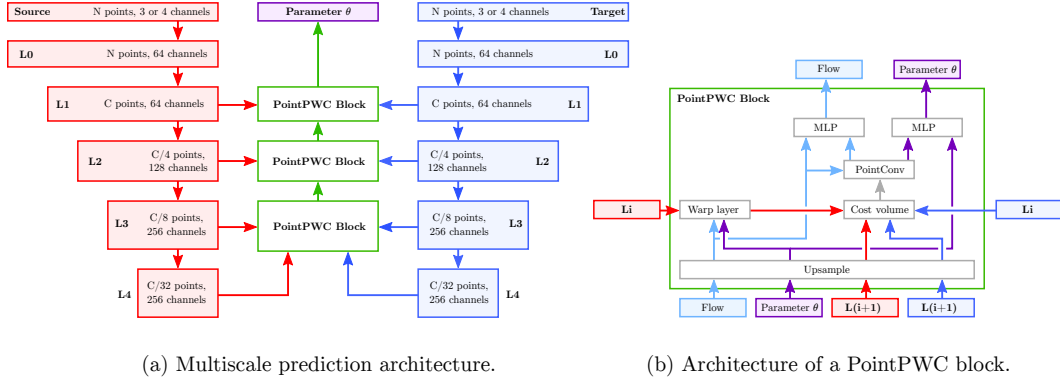 Source N points, 3 or 4 channels
Parameter θ
N points, 3 or 4 channels Target
L0 N points, 64 channels
N points, 64 channels L0
L1 C points, 64 channels
PointPWC Block
C points, 64 channels L1
L2 C/4 points,
128 channels
PointPWC Block
C/4 points,
128 channels
L2
L3 C/8 points,
256 channels
PointPWC Block
C/8 points,
256 channels
L3
C/32 points,
256 channels
L4
C/32 points,
256 channels
L4
(a) Multiscale prediction architecture.
Flow
Parameter θ
PointPWC Block
MLP
MLP
PointConv
Li
Warp layer
Cost volume
Li
Upsample
Flow
Parameter θ
L(i+1)
L(i+1)
(b) Architecture of a PointPWC block.